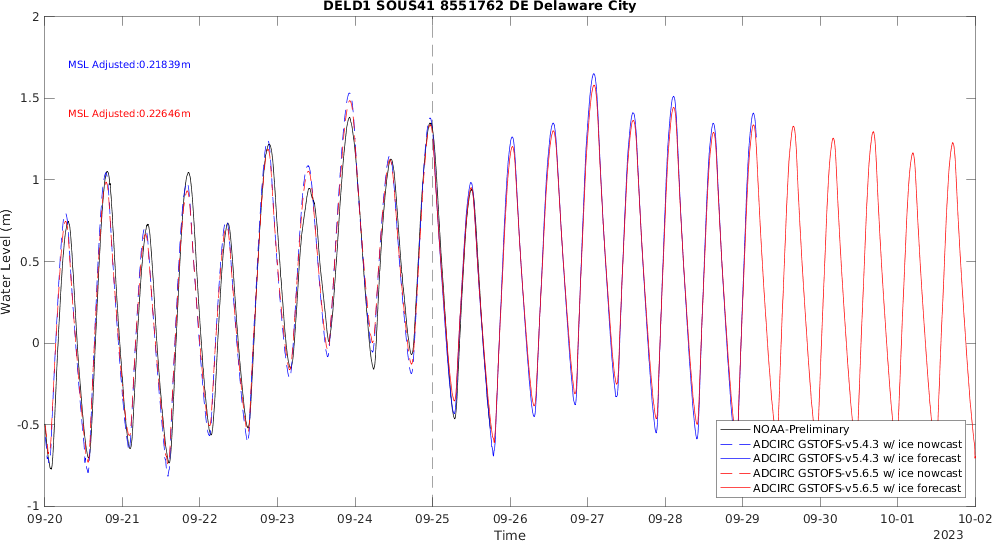 DELD1 SOUS41 8551762 DE Delaware City
MSL Adjusted:0.21839m
MSL Adjusted:0.22646m
Water Level (m)
2
1.5
1
0.5
0
-0.5
-1
NOAA-Preliminary
ADCIRC GSTOFS-v5.4.3 w/ ice nowcast
ADCIRC GSTOFS-v5.4.3 w/ ice forecast
ADCIRC GSTOFS-v5.6.5 w/ ice nowcast
ADCIRC GSTOFS-v5.6.5 w/ ice forecast
09-20 09-21 09-22 09-23 09-24 09-25 09-26 09-27 09-28 09-29 09-30 10-01 10-02
Time
2023